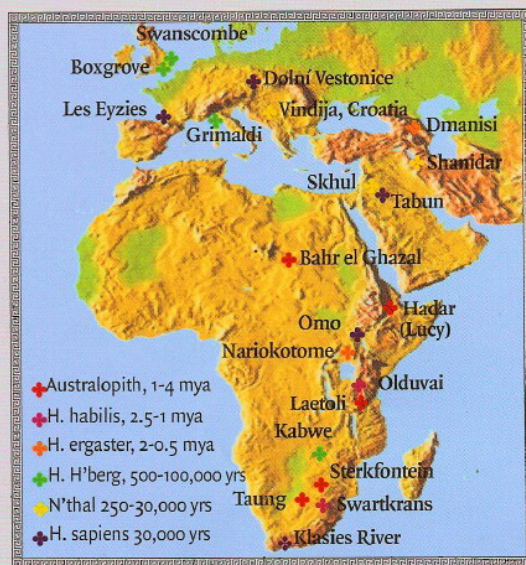 Swanscombe
Boxgrove
Dolní Vestonice
Les Eyzies
Vindija, Croatia
Grimaldi
Dmanisi
Shanidar
Skhul
Tabun
Bahr el Ghazal
Hadar
(Lucy)
Omo
Nariokotome
Olduvai
Laetoli
Kabwe
Sterkfontein
Taung
Swartkrans
Klasies River
Australopith, 1-4 mya
H. habilis, 2.5-1 mya
H. ergaster, 2-0.5 mya
H. H'berg, 500-100,000 yrs
N'thal 250-30,000 yrs
H. sapiens 30,000 yrs